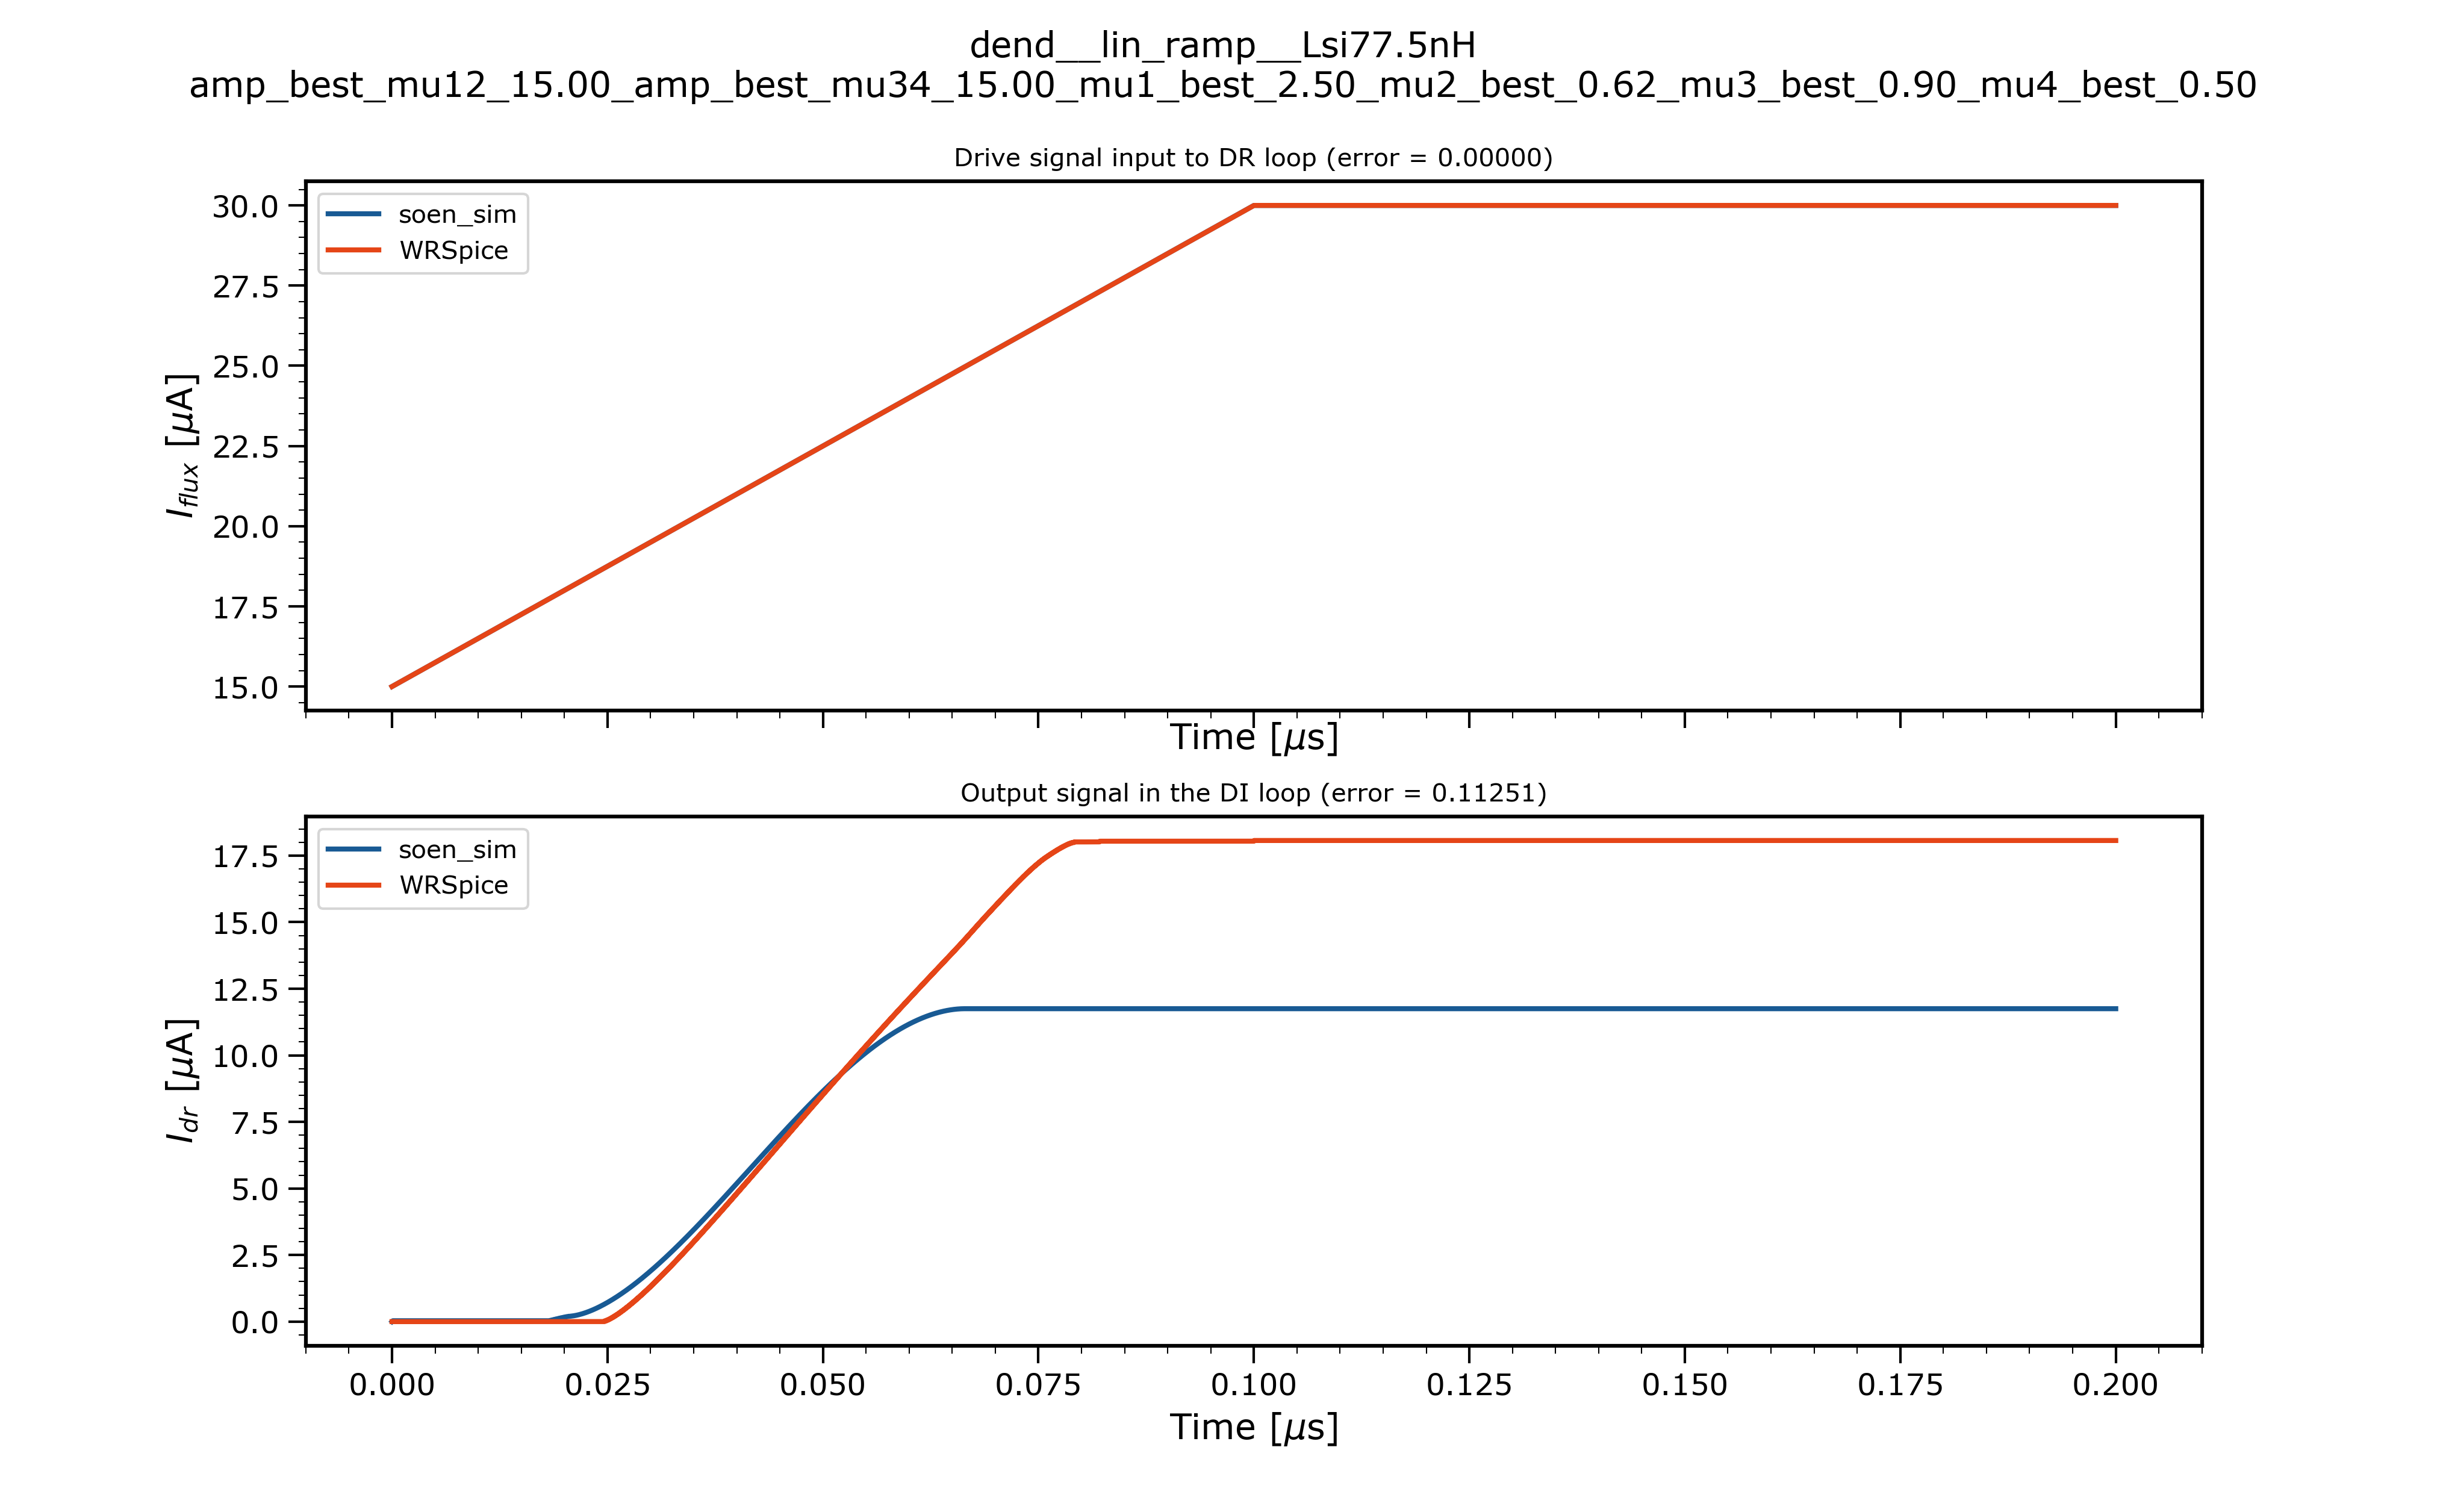 dend__lin_ramp__Lsi77.5nH
amp_best_mu12_15.00_amp_best_mu34_15.00_mu1_best_2.50_mu2_best_0.62_mu3_best_0.90_mu4_best_0.50
Drive signal input to DR loop (error = 0.00000)
soen_sim
WRSpice
30.0
27.5
25.0
22.5
20.0
17.5
15.0
I_flux [μA]
Time [μs]
Output signal in the DI loop (error = 0.11251)
soen_sim
WRSpice
17.5
15.0
12.5
10.0
7.5
5.0
2.5
0.0
I_dr [μA]
0.000 0.025 0.050 0.075 0.100 0.125 0.150 0.175 0.200
Time [μs]